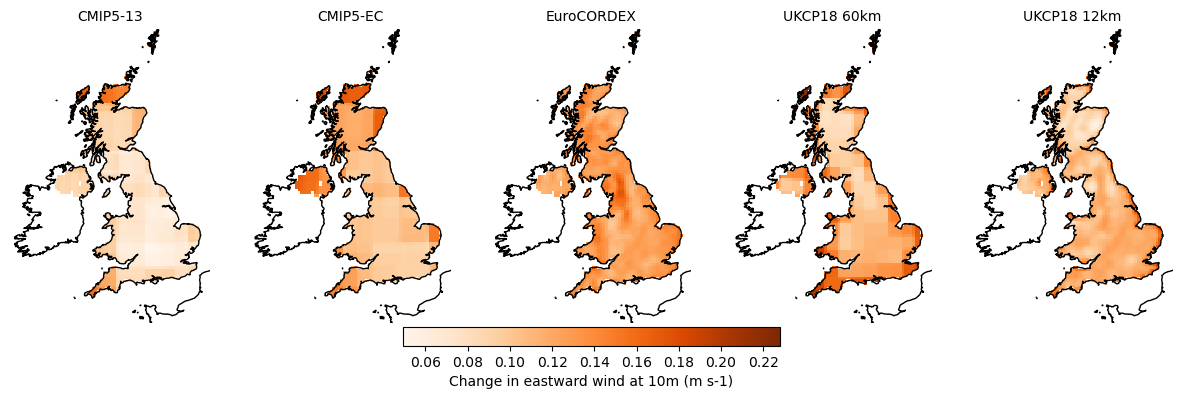 CMIP5-13 CMIP5-EC EuroCORDEX UKCP18 60km UKCP18 12km
0.06 0.08 0.10 0.12 0.14 0.16 0.18 0.20 0.22
Change in eastward wind at 10m (m s-1)